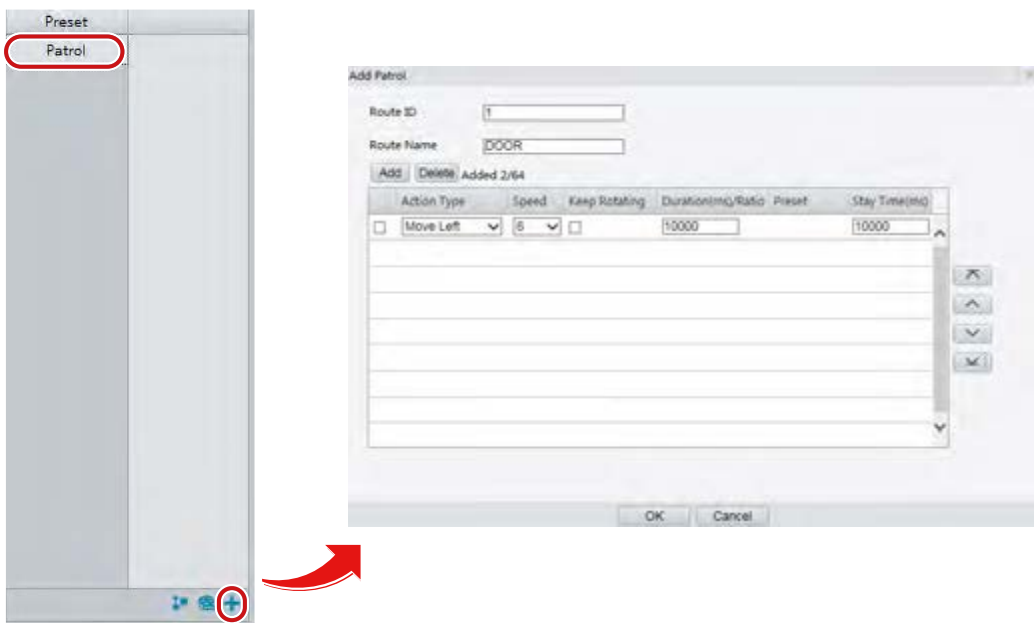 Preset
Patrol
Add Patrol
Route ID 1
Route Name DOOR
Add Delete Added 2/64
Action Type Speed Keep Rotating Duration(ms)/Ratio Preset Stay Time(ms)
Move Left 6 10000 10000
OK Cancel